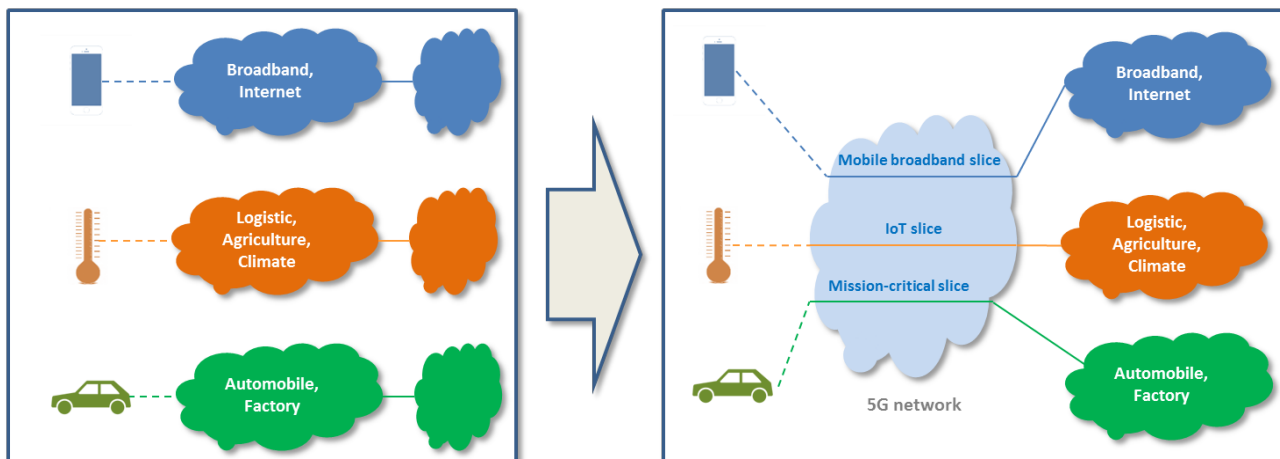 Broadband,
Internet
Logistic,
Agriculture,
Climate
Automobile,
Factory
Mobile broadband slice
IoT slice
Mission-critical slice
5G network
Broadband,
Internet
Logistic,
Agriculture,
Climate
Automobile,
Factory